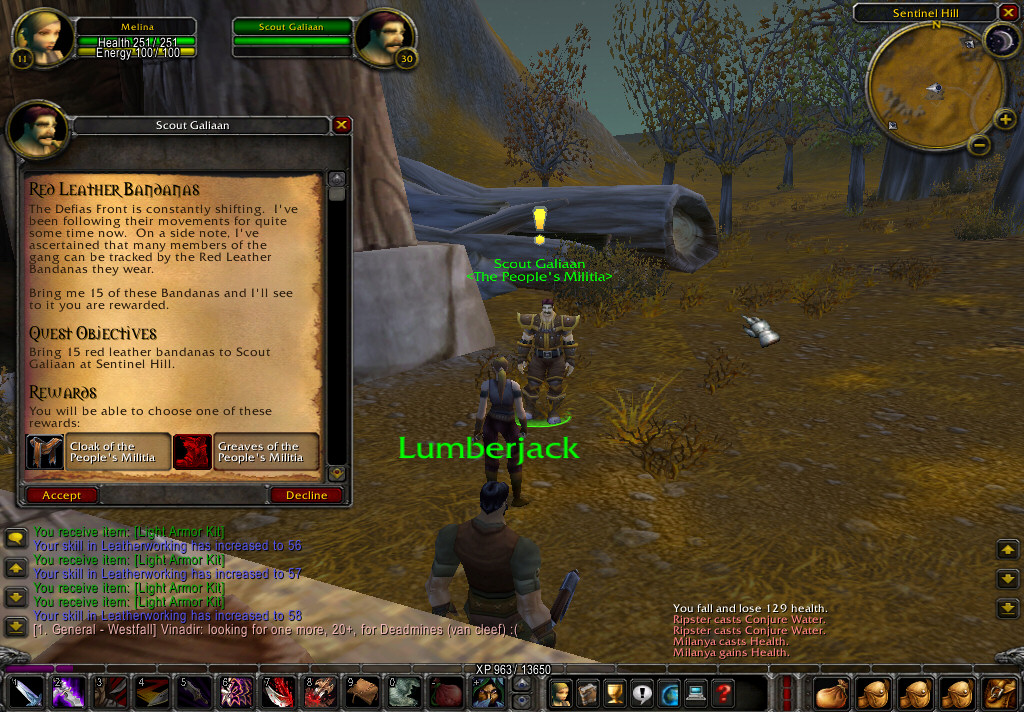 Melina
Health 251/ 251
Energy 100/ 100
11
Scout Galiaan
30
Sentinel Hill
N
Scout Galiaan
Red Leather Bandanas
The Defias Front is constantly shifting. I've
been following their movements for quite
some time now. On a side note, I've
ascertained that many members of the
gang can be tracked by the Red Leather
Bandanas they wear.
Bring me 15 of these Bandanas and I'll see
to it you are rewarded.
Quest Objectives
Bring 15 red leather bandanas to Scout
Galiaan at Sentinel Hill.
Rewards
You will be able to choose one of these
rewards:
Cloak of the
People's Militia
Greaves of the
People's Militia
Accept
Decline
Scout Galiaan
<The People's Militia>
Lumberjack
You receive item: [Light Armor Kit]
Your skill in Leatherworking has increased to 56
You receive item: [Light Armor Kit]
Your skill in Leatherworking has increased to 57
You receive item: [Light Armor Kit]
You receive item: [Light Armor Kit]
Your skill in Leatherworking has increased to 58
[1. General - Westfall] Vinadir: looking for one more, 20+, for Deadmines (van cleef) :(
You fall and lose 129 health.
Ripster casts Conjure Water.
Ripster casts Conjure Water.
Milanya casts Health.
Milanya gains Health.
XP 963 / 13650
2
3
4
5
6
7
8
9